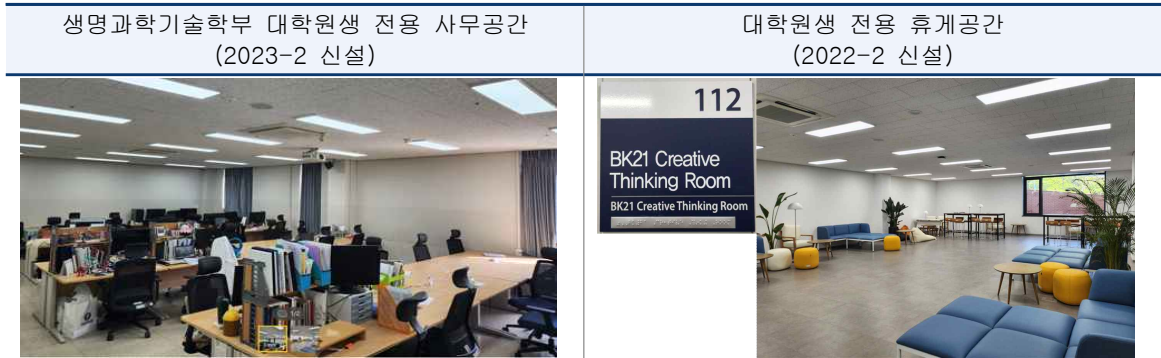 생명과학기술학부 대학원생 전용 사무공간
(2023-2 신설)
대학원생 전용 휴게공간
(2022-2 신설)
112
BK21 Creative
Thinking Room
BK21 Creative Thinking Room